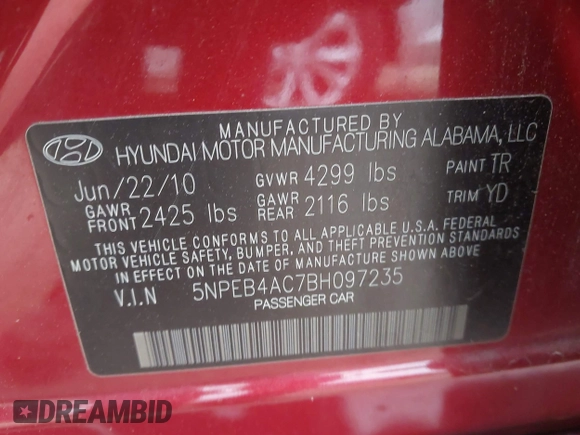 MANUFACTURED BY
HYUNDAI MOTOR MANUFACTURING ALABAMA, LLC
Jun/22/10 GVWR 4299 lbs PAINT TR
GAWR FRONT 2425 lbs GAWR REAR 2116 lbs TRIM YD
THIS VEHICLE CONFORMS TO ALL APPLICABLE U.S.A. FEDERAL
MOTOR VEHICLE SAFETY, BUMPER, AND THEFT PREVENTION STANDARDS
IN EFFECT ON THE DATE OF MANUFACTURE SHOWN ABOVE.
V.I.N 5NPEB4AC7BH097235
PASSENGER CAR
DREAMBID